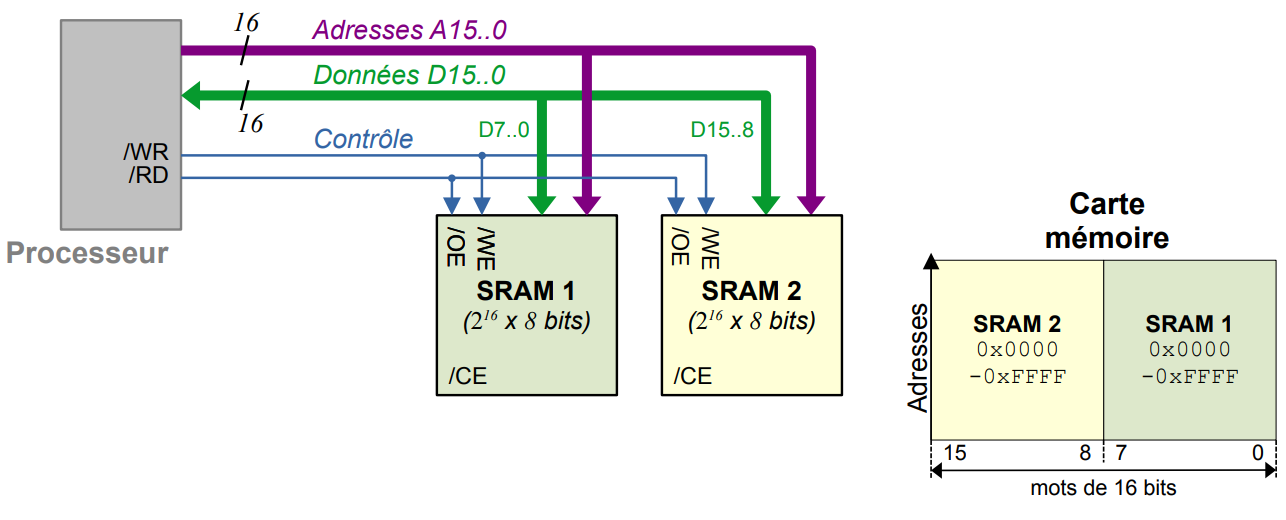 16
Adresses A15..0
Données D15..0
16
D7..0
D15..8
Contrôle
/WR
/RD
Processeur
/OE
/WE
SRAM 1
(2^16 x 8 bits)
/CE
/OE
/WE
SRAM 2
(2^16 x 8 bits)
/CE
Carte
mémoire
Adresses
SRAM 2
0x0000
-0xFFFF
SRAM 1
0x0000
-0xFFFF
15
8
7
0
mots de 16 bits